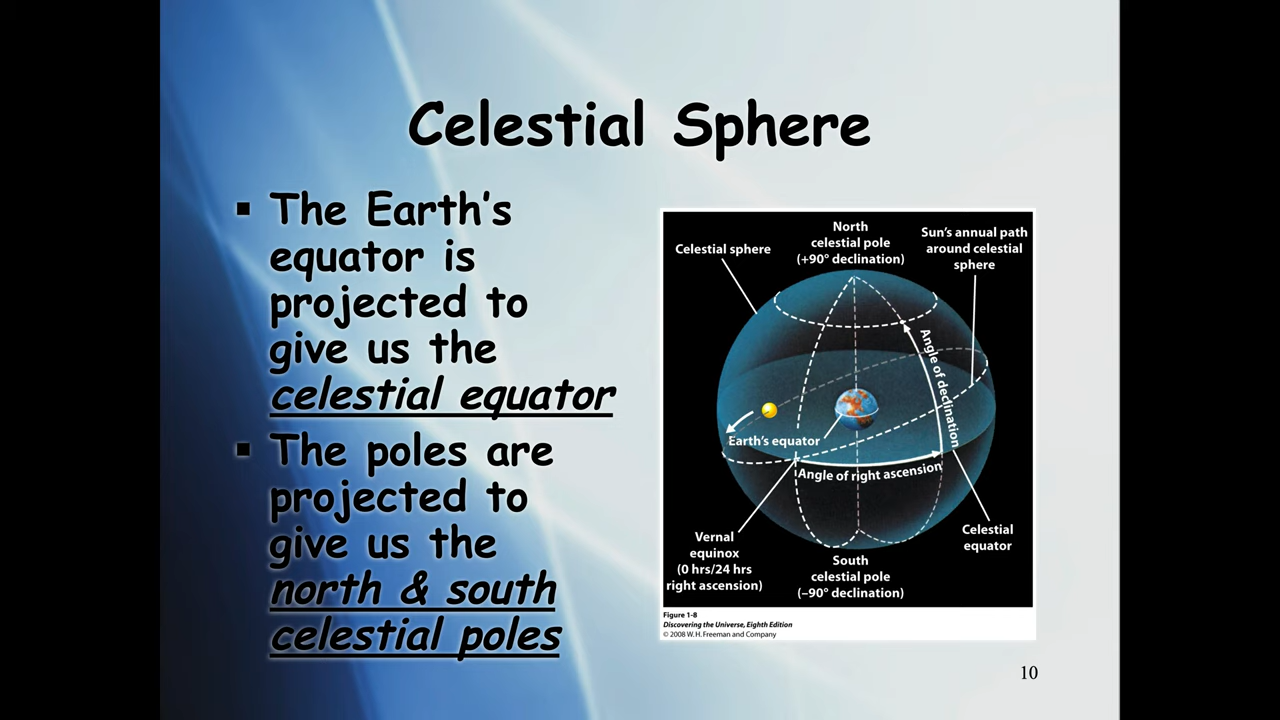 Celestial Sphere
▪ The Earth's
equator is
projected to
give us the
celestial equator
▪ The poles are
projected to
give us the
north & south
celestial poles
Celestial sphere
North
celestial pole
(+90° declination)
Sun's annual path
around celestial
sphere
Angle of declination
Earth's equator
Angle of right ascension
Vernal
equinox
(0 hrs/24 hrs
right ascension)
South
celestial pole
(–90° declination)
Celestial
equator
Figure 1-8
Discovering the Universe, Eighth Edition
© 2008 W. H. Freeman and Company
10